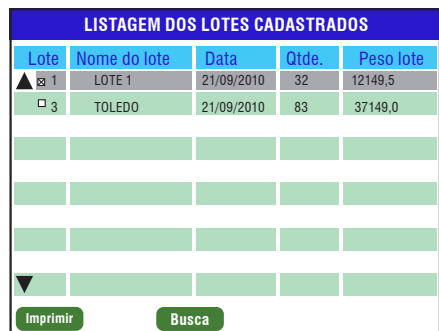 LISTAGEM DOS LOTES CADASTRADOS
Lote Nome do lote Data Qtde. Peso lote
1 LOTE 1 21/09/2010 32 12149,5
3 TOLEDO 21/09/2010 83 37149,0
Imprimir Busca